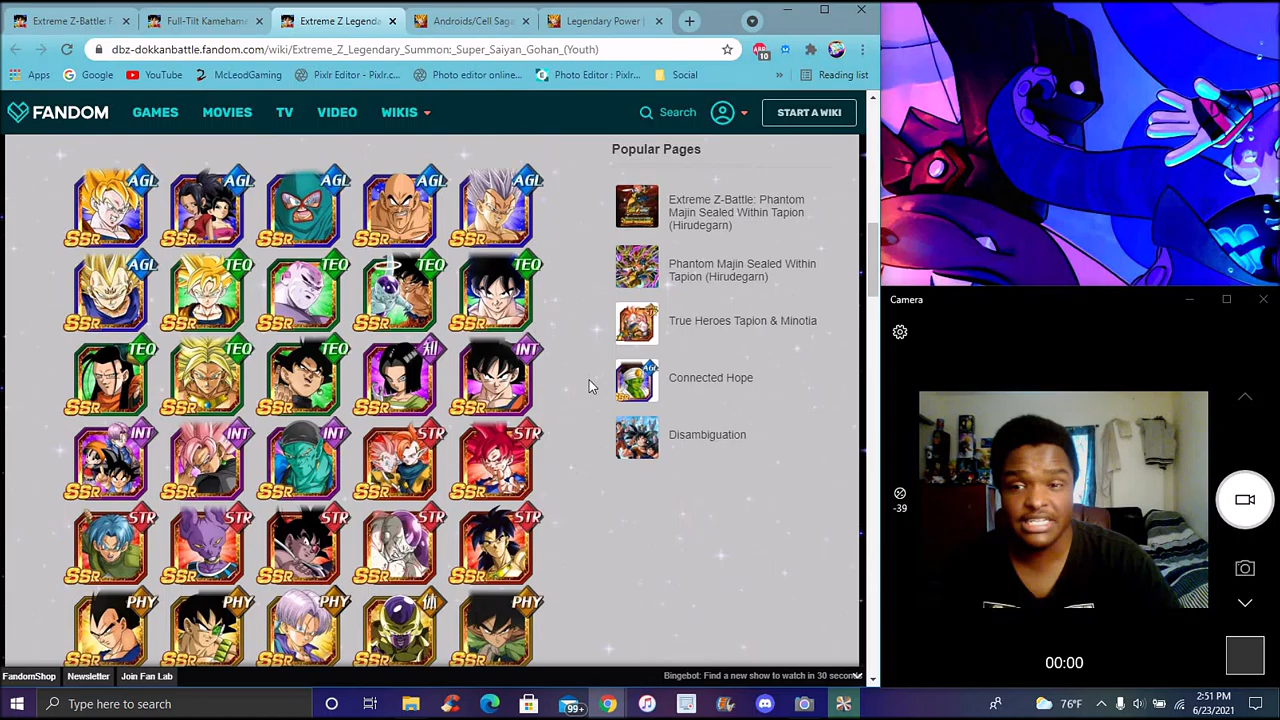 Extreme Z-Battle: F
Full-Tilt Kamehame
Extreme Z Legenda
Androids/Cell Saga
Legendary Power |
dbz-dokkanbattle.fandom.com/wiki/Extreme_Z_Legendary_Summon:_Super_Saiyan_Gohan_(Youth)
ABP
10
Apps
Google
YouTube
McLeodGaming
Pixlr Editor - Pixlr.c...
Photo editor online...
Photo Editor : Pixlr...
Social
»
Reading list
FANDOM
GAMES
MOVIES
TV
VIDEO
WIKIS
Search
START A WIKI
Popular Pages
AGL AGL AGL AGL AGL
SSR SSR SSR SSR SSR
AGL TEQ TEQ TEQ TEQ
SSR SSR SSR SSR SSR
TEQ TEQ TEQ 知 INT
SSR SSR SSR SSR SSR
INT INT INT STR STR
SSR SSR SSR SSR SSR
STR STR STR STR STR
SSR SSR SSR SSR SSR
PHY PHY PHY 体 PHY
SSR SSR SSR SSR SSR
Extreme Z-Battle: Phantom
Majin Sealed Within Tapion
(Hirudegarn)
Phantom Majin Sealed Within
Tapion (Hirudegarn)
True Heroes Tapion & Minotia
Connected Hope
Disambiguation
FandomShop
Newsletter
Join Fan Lab
Bingebot: Find a new show to watch in 30 secon
Camera
-39
00:00
Type here to search
99+
76°F
2:51 PM
6/23/2021